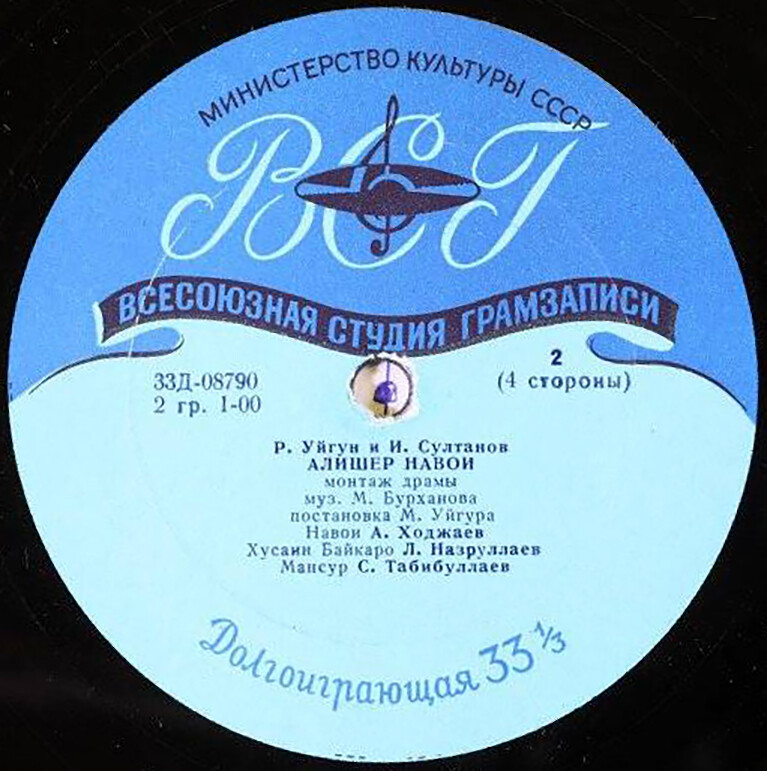 МИНИСТЕРСТВО КУЛЬТУРЫ СССР
ВСГ
ВСЕСОЮЗНАЯ СТУДИЯ ГРАМЗАПИСИ
33Д-08790
2 гр. 1-00
2
(4 стороны)
Р. Уйгун и И. Султанов
АЛИШЕР НАВОИ
монтаж драмы
муз. М. Бурханова
постановка М. Уйгура
Навои А. Ходжаев
Хусаин Байкаро Л. Назруллаев
Мансур С. Табибуллаев
Долгоиграющая 33 1/3